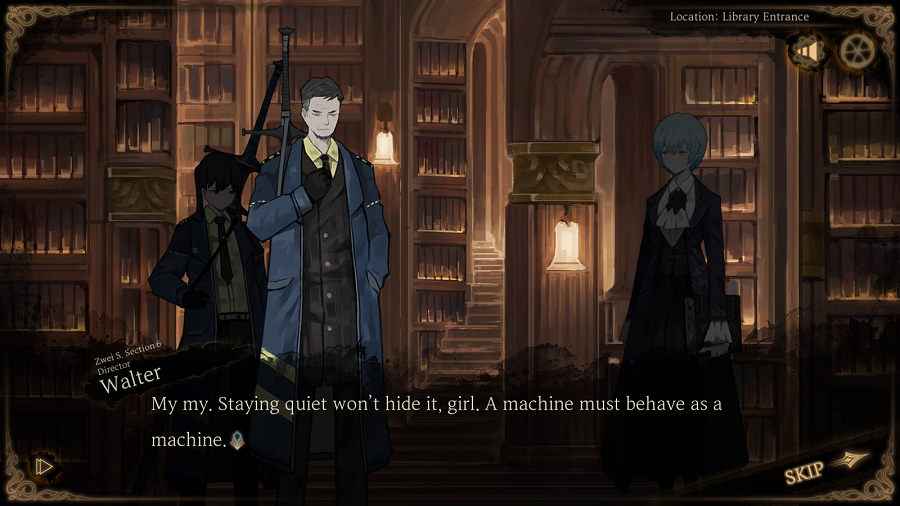 Location: Library Entrance
Zwei S. Section 6
Director
Walter
My my. Staying quiet won't hide it, girl. A machine must behave as a
machine.
SKIP